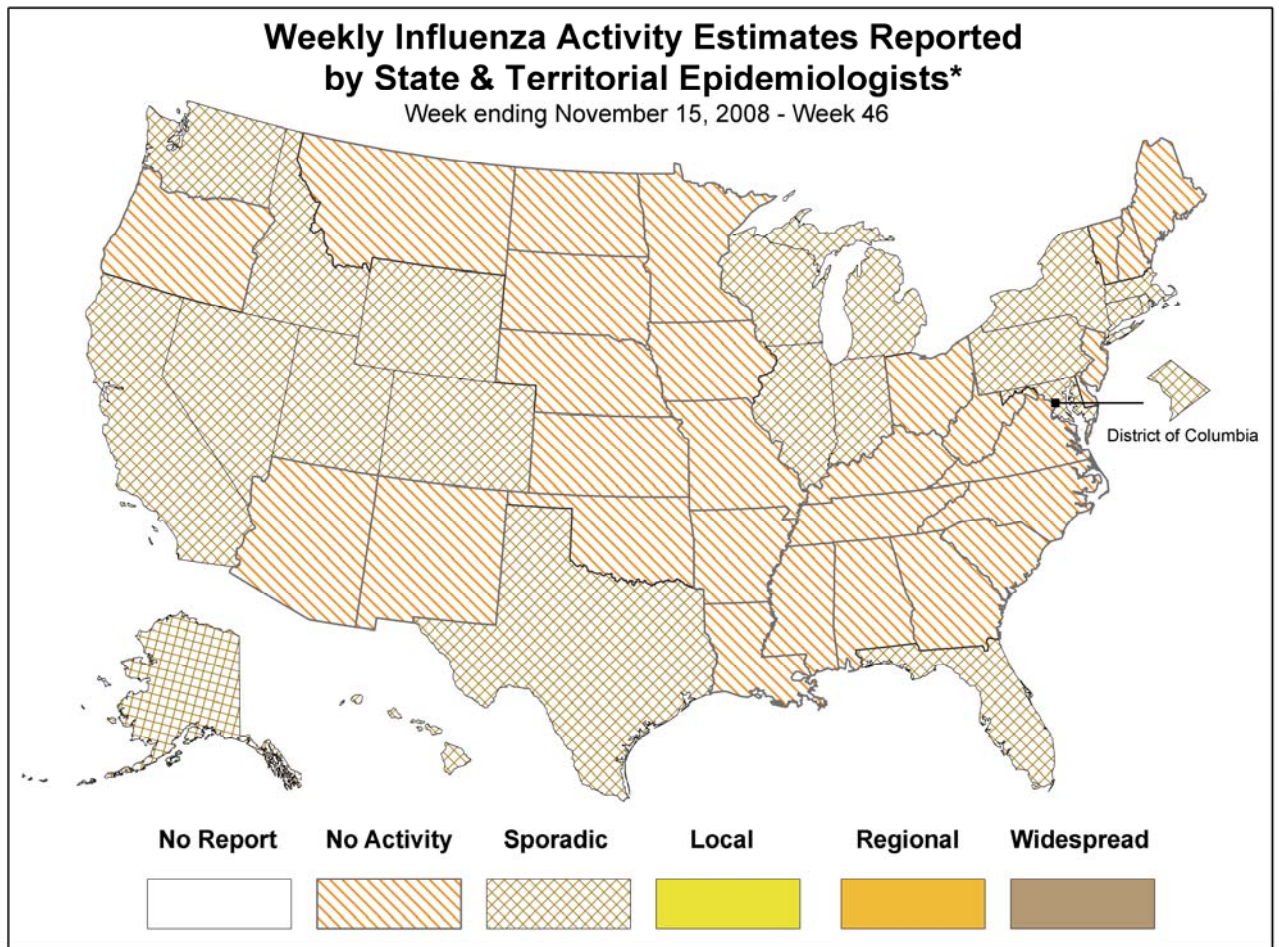 Weekly Influenza Activity Estimates Reported
by State & Territorial Epidemiologists*
Week ending November 15, 2008 - Week 46
District of Columbia
No Report No Activity Sporadic Local Regional Widespread